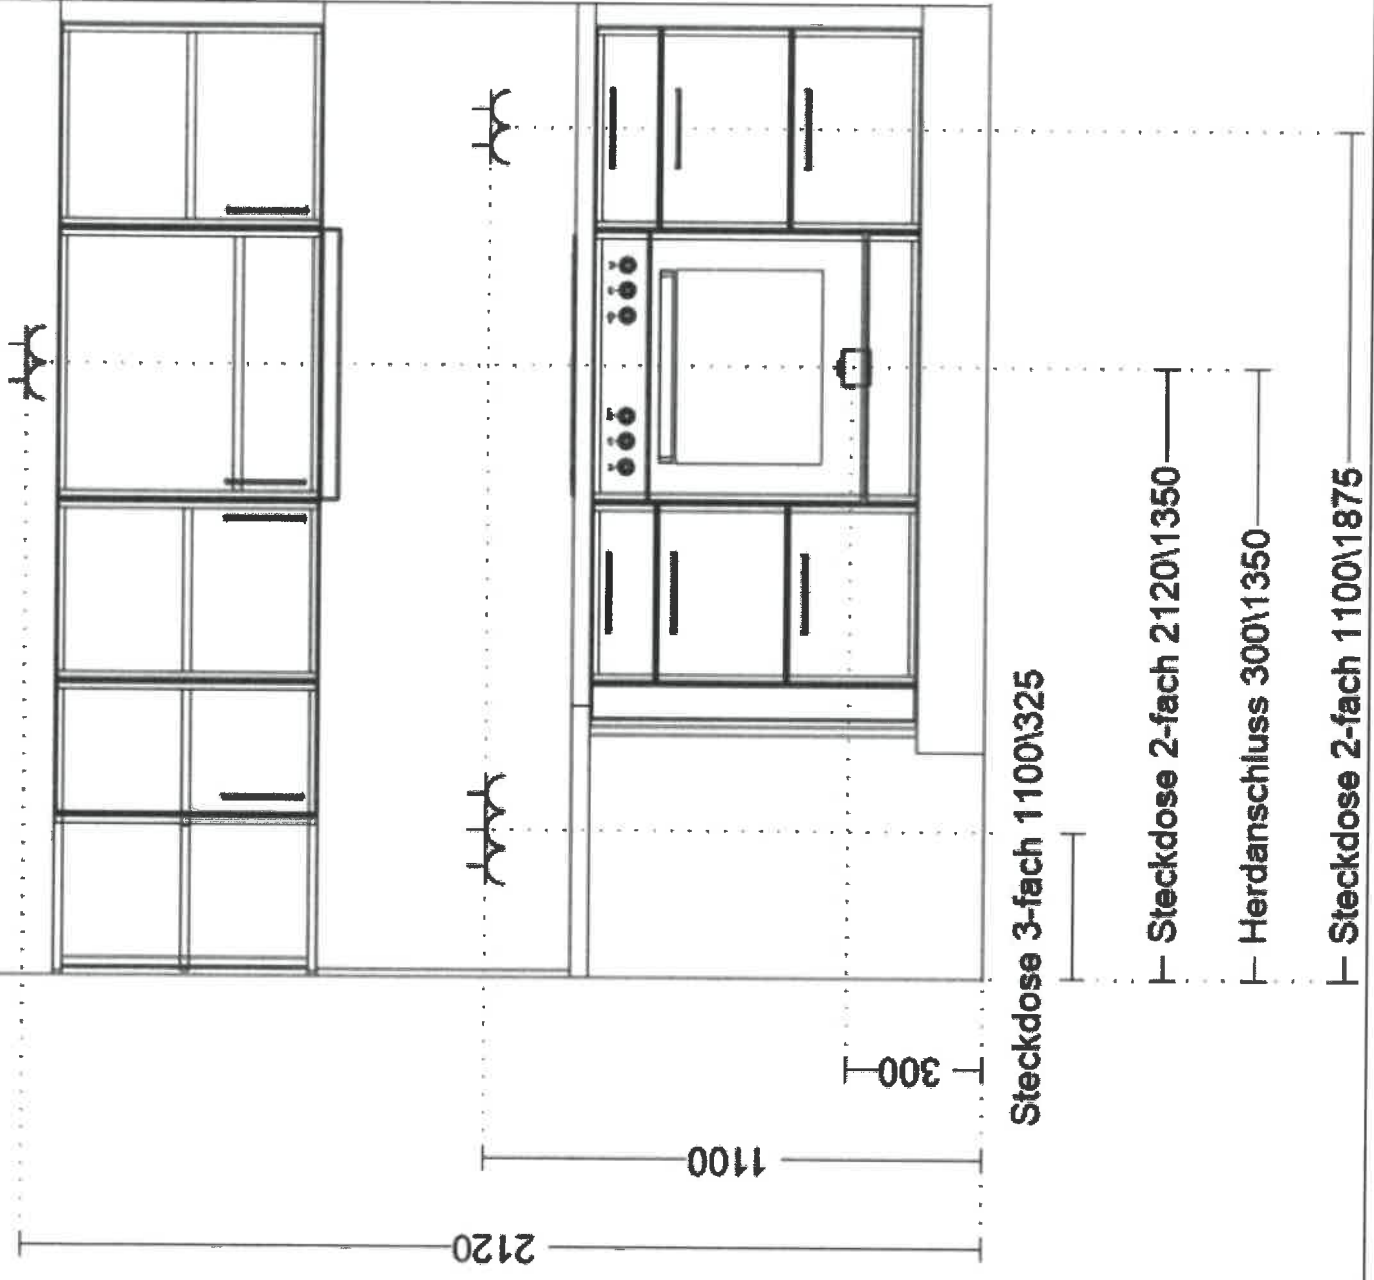 Steckdose 3-fach 1100\325
Steckdose 2-fach 2120\1350
Herdanschluss 300\1350
Steckdose 2-fach 1100\1875
300
1100
2120